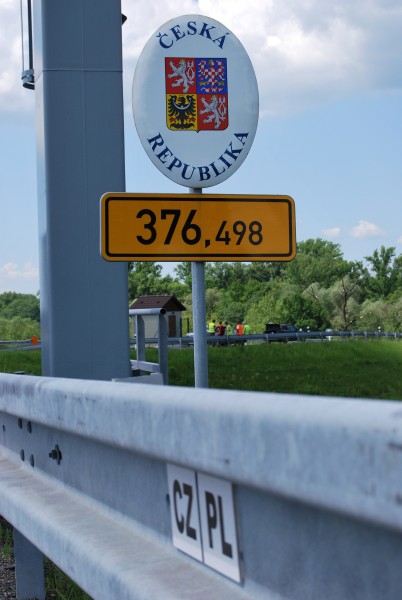 ČESKÁ
REPUBLIKA
376,498
CZ PL